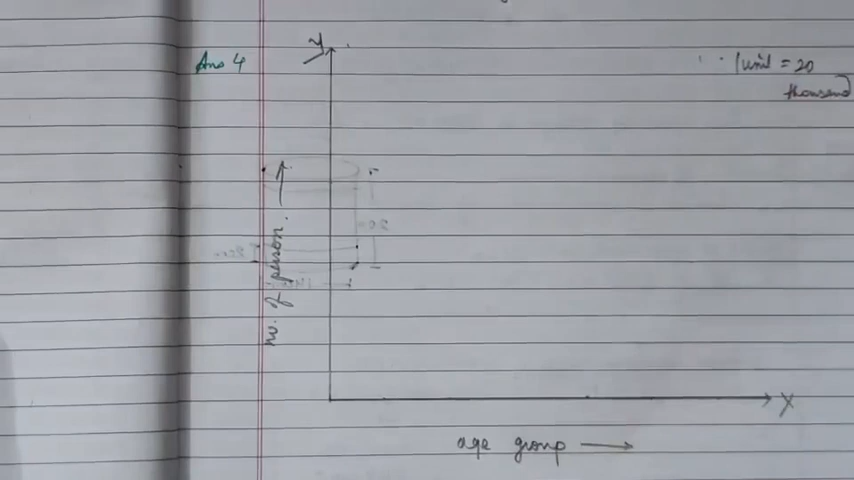 Ans 4
y
1 unit = 20
thousand
no. of person.
X
age group